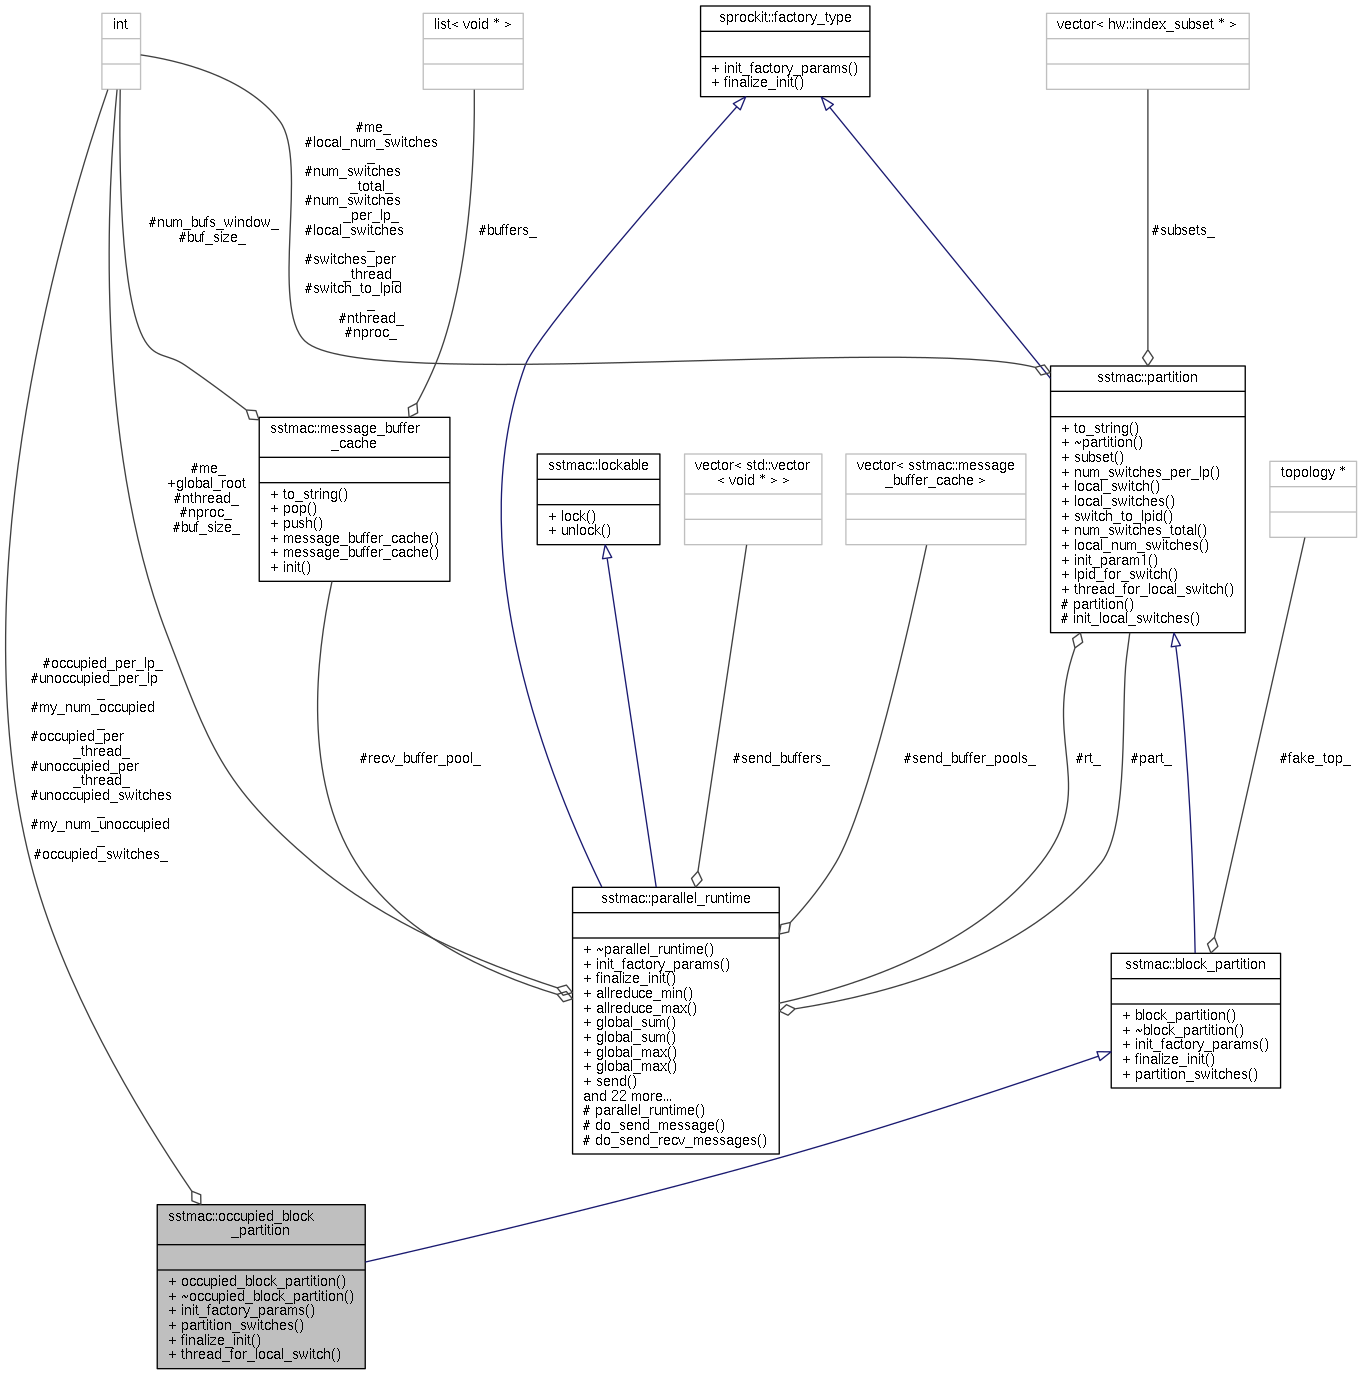 int
list< void * >
sprockit::factory_type
+ init_factory_params()
+ finalize_init()
vector< hw::index_subset * >
#me_
#local_num_switches
_
#num_switches
_total_
#num_switches
_per_lp_
#local_switches
_
#switches_per
_thread_
#switch_to_lpid
_
#nthread_
#nproc_
#num_bufs_window_
#buf_size_
#buffers_
#subsets_
sstmac::partition
+ to_string()
+ ~partition()
+ subset()
+ num_switches_per_lp()
+ local_switch()
+ local_switches()
+ switch_to_lpid()
+ num_switches_total()
+ local_num_switches()
+ init_param1()
+ lpid_for_switch()
+ thread_for_local_switch()
# partition()
# init_local_switches()
sstmac::message_buffer
_cache
+ to_string()
+ pop()
+ push()
+ message_buffer_cache()
+ message_buffer_cache()
+ init()
#me_
+global_root
#nthread_
#nproc_
#buf_size_
sstmac::lockable
+ lock()
+ unlock()
vector< std::vector
< void * > >
vector< sstmac::message
_buffer_cache >
topology *
#occupied_per_lp_
#unoccupied_per_lp
_
#my_num_occupied
_
#occupied_per
_thread_
#unoccupied_per
_thread_
#unoccupied_switches
_
#my_num_unoccupied
_
#occupied_switches_
#recv_buffer_pool_
#send_buffers_
#send_buffer_pools_
#rt_
#part_
#fake_top_
sstmac::parallel_runtime
+ ~parallel_runtime()
+ init_factory_params()
+ finalize_init()
+ allreduce_min()
+ allreduce_max()
+ global_sum()
+ global_sum()
+ global_max()
+ global_max()
+ send()
and 22 more...
# parallel_runtime()
# do_send_message()
# do_send_recv_messages()
sstmac::block_partition
+ block_partition()
+ ~block_partition()
+ init_factory_params()
+ finalize_init()
+ partition_switches()
sstmac::occupied_block
_partition
+ occupied_block_partition()
+ ~occupied_block_partition()
+ init_factory_params()
+ partition_switches()
+ finalize_init()
+ thread_for_local_switch()